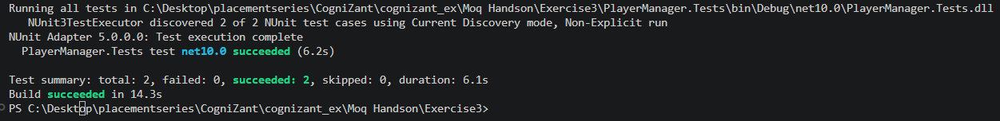 Running all tests in C:\Desktop\placementseries\CogniZant\cognizant_ex\Moq Handson\Exercise3\PlayerManager.Tests\bin\Debug\net10.0\PlayerManager.Tests.dll
NUnit3TestExecutor discovered 2 of 2 NUnit test cases using Current Discovery mode, Non-Explicit run
NUnit Adapter 5.0.0.0: Test execution complete
PlayerManager.Tests test net10.0 succeeded (6.2s)
Test summary: total: 2, failed: 0, succeeded: 2, skipped: 0, duration: 6.1s
Build succeeded in 14.3s
PS C:\Desktop\placementseries\CogniZant\cognizant_ex\Moq Handson\Exercise3>